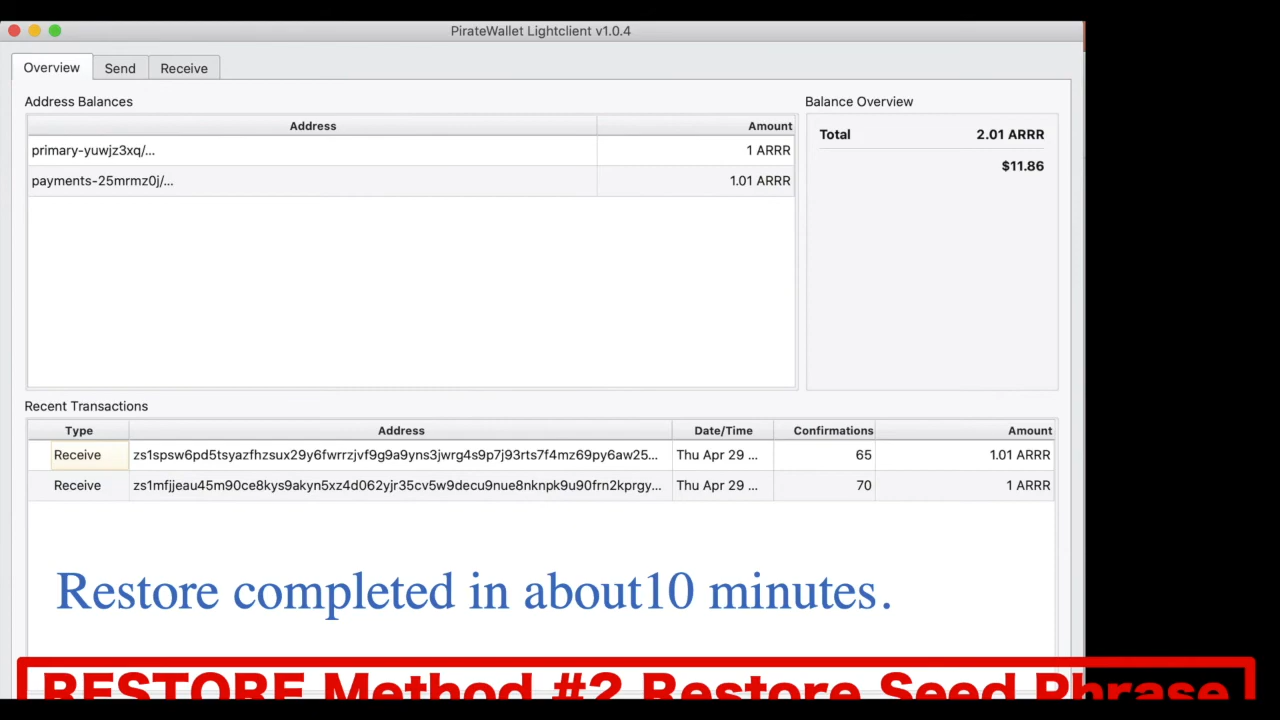 PirateWallet Lightclient v1.0.4
Overview Send Receive
Address Balances
Address Amount
primary-yuwjz3xq/... 1 ARRR
payments-25mrmz0j/... 1.01 ARRR
Balance Overview
Total 2.01 ARRR
$11.86
Recent Transactions
Type Address Date/Time Confirmations Amount
Receive zs1spsw6pd5tsyazfhzsux29y6fwrrzjvf9g9a9yns3jwrg4s9p7j93rts7f4mz69py6aw25... Thu Apr 29 ... 65 1.01 ARRR
Receive zs1mfjjeau45m90ce8kys9akyn5xz4d062yjr35cv5w9decu9nue8nknpk9u90frn2kprgy... Thu Apr 29 ... 70 1 ARRR
Restore completed in about10 minutes.
RESTORE Method #2 Restore Seed Phrase